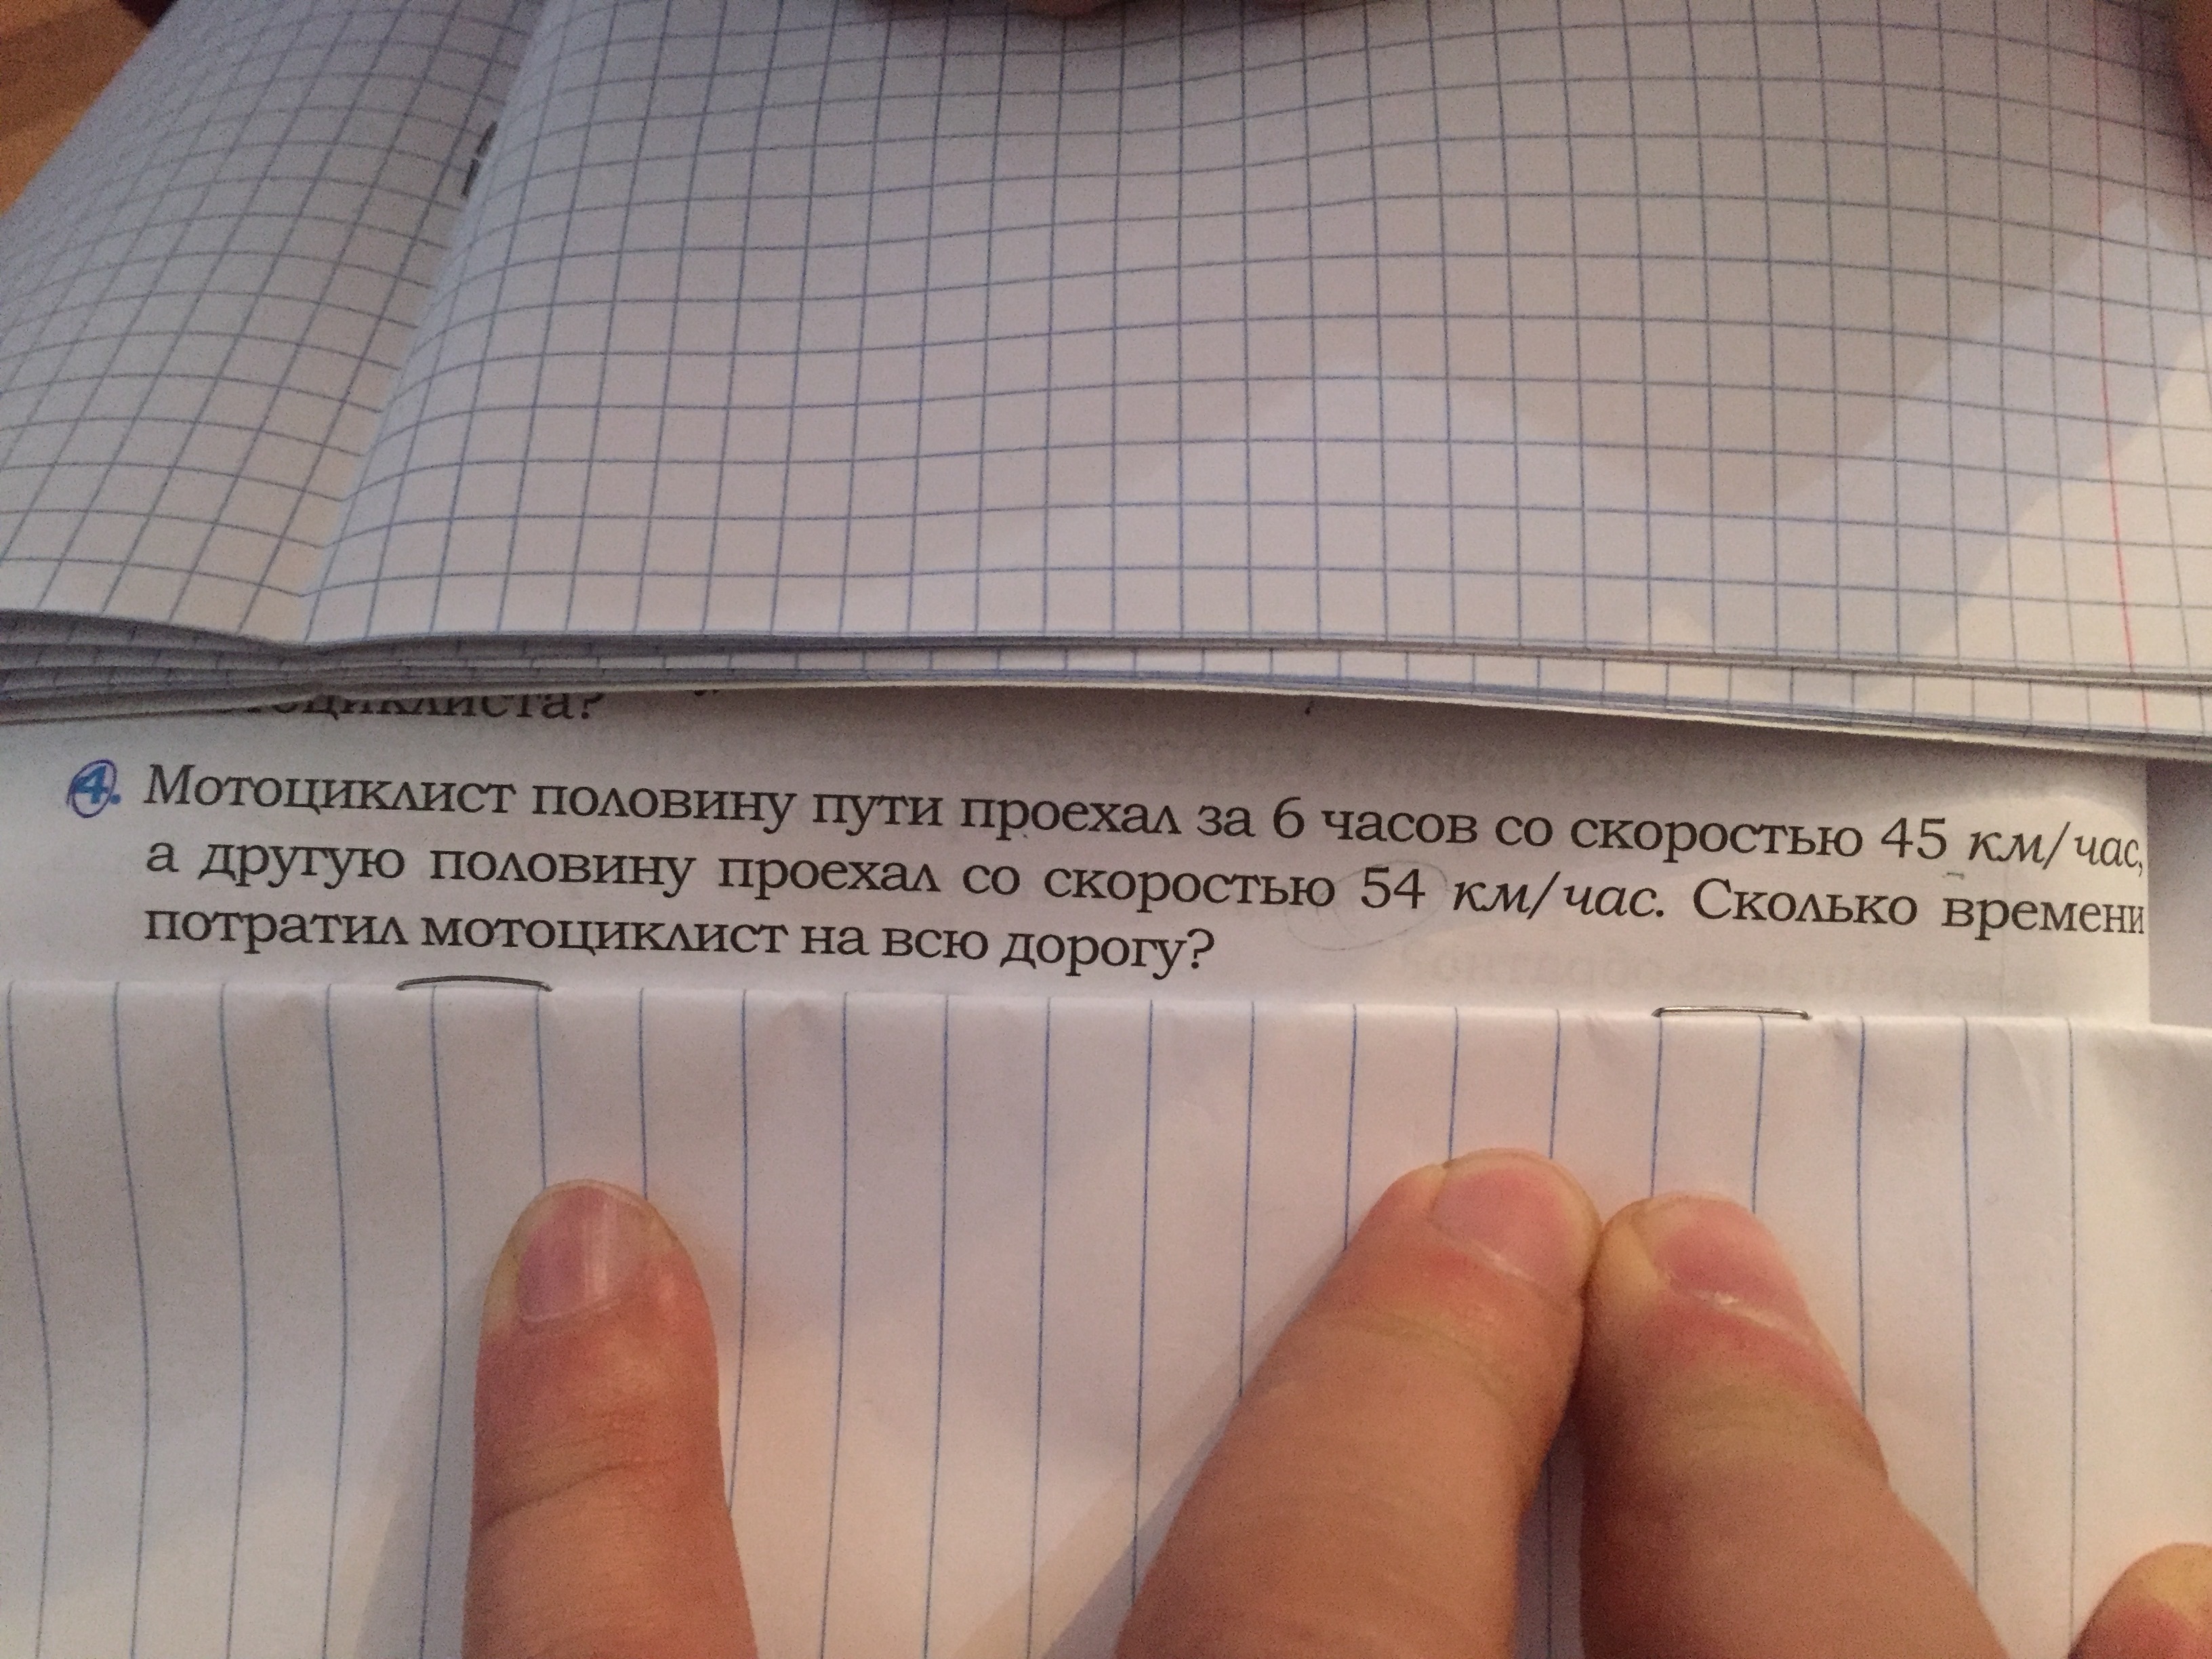 4. Мотоциклист половину пути проехал за 6 часов со скоростью 45 км/час,
а другую половину проехал со скоростью 54 км/час. Сколько времени
потратил мотоциклист на всю дорогу?